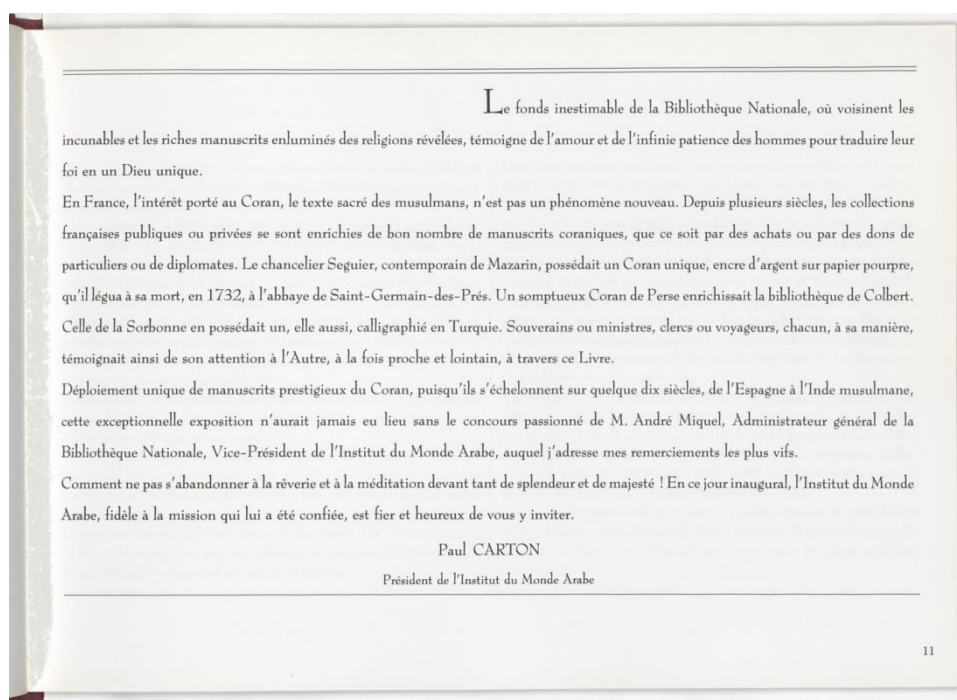 Le fonds inestimable de la Bibliothèque Nationale, où voisinent les
incunables et les riches manuscrits enluminés des religions révélées, témoigne de l'amour et de l'infinie patience des hommes pour traduire leur
foi en un Dieu unique.
En France, l'intérêt porté au Coran, le texte sacré des musulmans, n'est pas un phénomène nouveau. Depuis plusieurs siècles, les collections
françaises publiques ou privées se sont enrichies de bon nombre de manuscrits coraniques, que ce soit par des achats ou par des dons de
particuliers ou de diplomates. Le chancelier Seguier, contemporain de Mazarin, possédait un Coran unique, encre d'argent sur papier pourpre,
qu'il légua à sa mort, en 1732, à l'abbaye de Saint-Germain-des-Prés. Un somptueux Coran de Perse enrichissait la bibliothèque de Colbert.
Celle de la Sorbonne en possédait un, elle aussi, calligraphié en Turquie. Souverains ou ministres, clercs ou voyageurs, chacun, à sa manière,
témoignait ainsi de son attention à l'Autre, à la fois proche et lointain, à travers ce Livre.
Déploiement unique de manuscrits prestigieux du Coran, puisqu'ils s'échelonnent sur quelque dix siècles, de l'Espagne à l'Inde musulmane,
cette exceptionnelle exposition n'aurait jamais eu lieu sans le concours passionné de M. André Miquel, Administrateur général de la
Bibliothèque Nationale, Vice-Président de l'Institut du Monde Arabe, auquel j'adresse mes remerciements les plus vifs.
Comment ne pas s'abandonner à la rêverie et à la méditation devant tant de splendeur et de majesté ! En ce jour inaugural, l'Institut du Monde
Arabe, fidèle à la mission qui lui a été confiée, est fier et heureux de vous y inviter.
Paul CARTON
Président de l'Institut du Monde Arabe
11